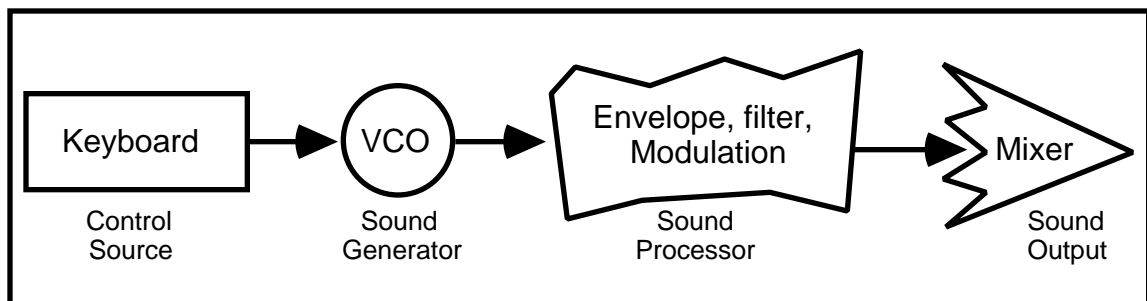 Keyboard
VCO
Envelope, filter,
Modulation
Mixer
Control
Source
Sound
Generator
Sound
Processor
Sound
Output